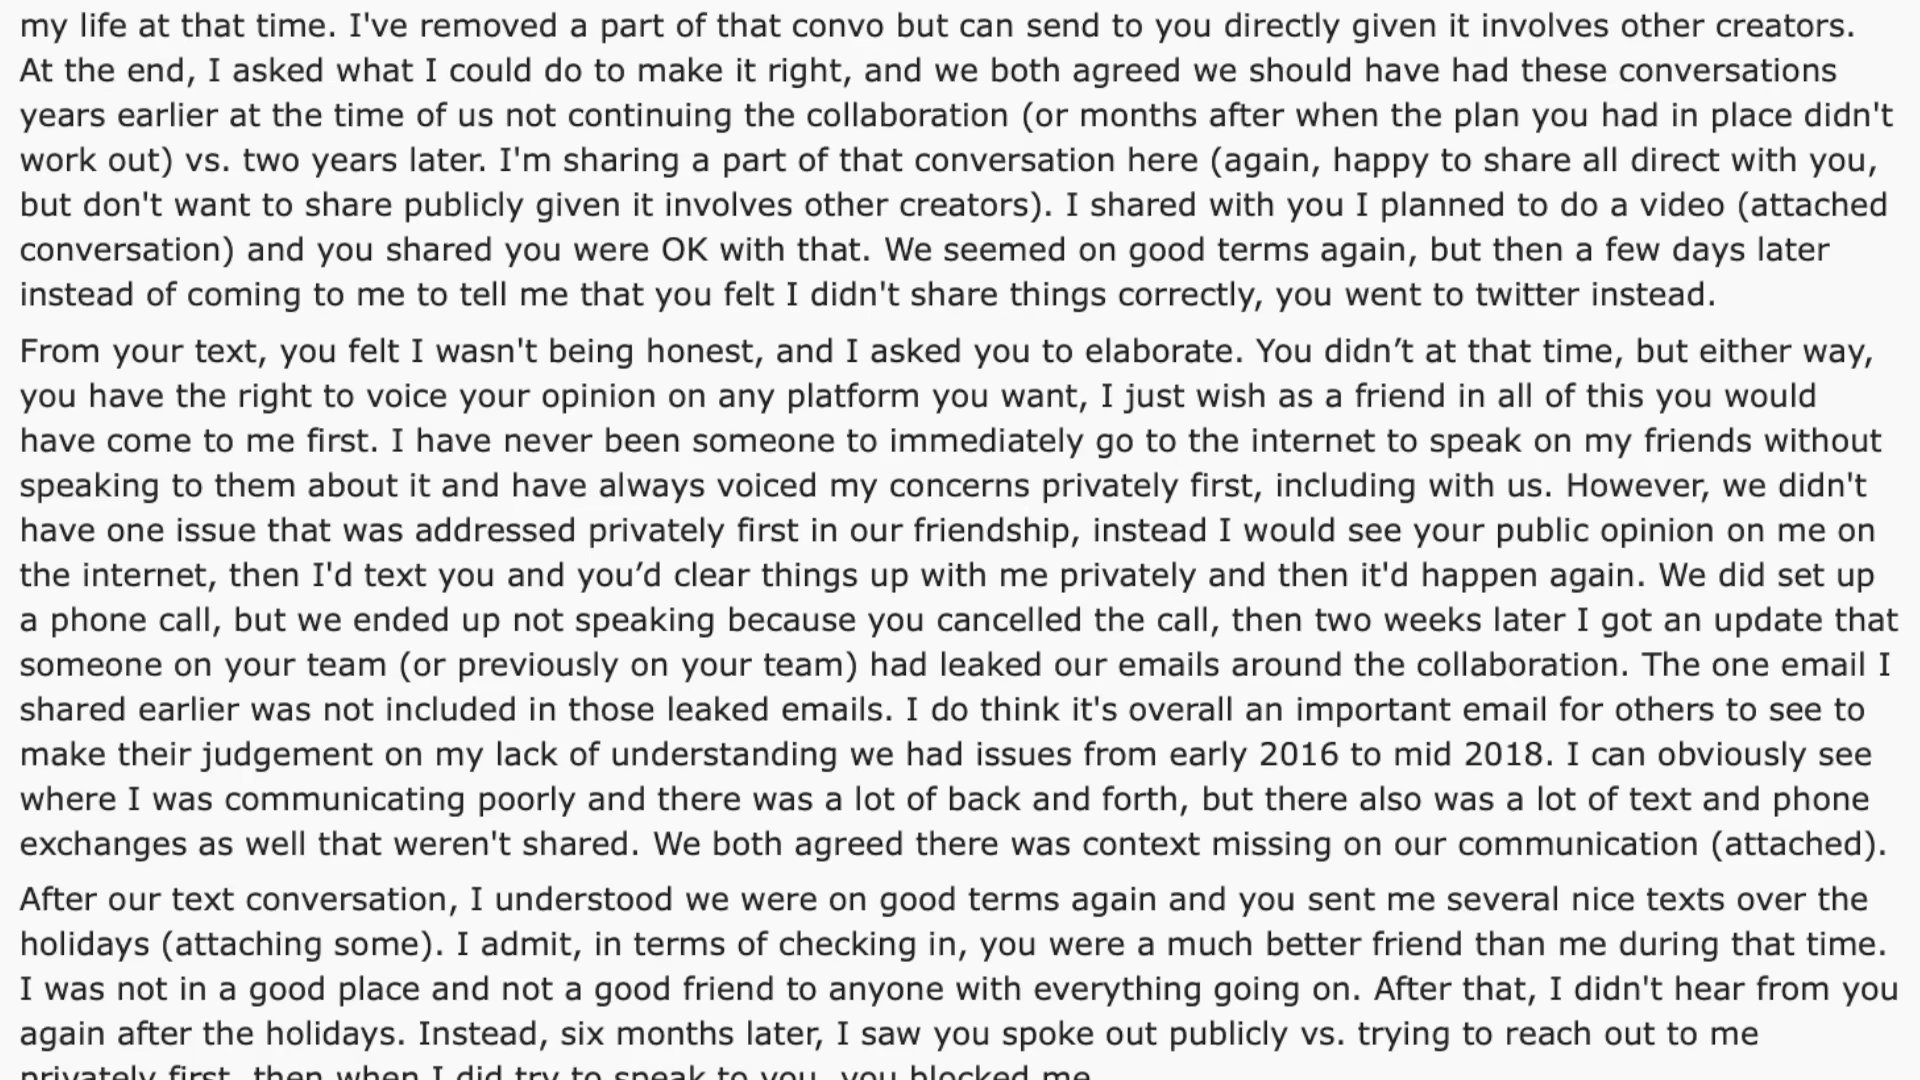 my life at that time. I've removed a part of that convo but can send to you directly given it involves other creators.
At the end, I asked what I could do to make it right, and we both agreed we should have had these conversations
years earlier at the time of us not continuing the collaboration (or months after when the plan you had in place didn't
work out) vs. two years later. I'm sharing a part of that conversation here (again, happy to share all direct with you,
but don't want to share publicly given it involves other creators). I shared with you I planned to do a video (attached
conversation) and you shared you were OK with that. We seemed on good terms again, but then a few days later
instead of coming to me to tell me that you felt I didn't share things correctly, you went to twitter instead.
From your text, you felt I wasn't being honest, and I asked you to elaborate. You didn’t at that time, but either way,
you have the right to voice your opinion on any platform you want, I just wish as a friend in all of this you would
have come to me first. I have never been someone to immediately go to the internet to speak on my friends without
speaking to them about it and have always voiced my concerns privately first, including with us. However, we didn't
have one issue that was addressed privately first in our friendship, instead I would see your public opinion on me on
the internet, then I'd text you and you’d clear things up with me privately and then it'd happen again. We did set up
a phone call, but we ended up not speaking because you cancelled the call, then two weeks later I got an update that
someone on your team (or previously on your team) had leaked our emails around the collaboration. The one email I
shared earlier was not included in those leaked emails. I do think it's overall an important email for others to see to
make their judgement on my lack of understanding we had issues from early 2016 to mid 2018. I can obviously see
where I was communicating poorly and there was a lot of back and forth, but there also was a lot of text and phone
exchanges as well that weren't shared. We both agreed there was context missing on our communication (attached).
After our text conversation, I understood we were on good terms again and you sent me several nice texts over the
holidays (attaching some). I admit, in terms of checking in, you were a much better friend than me during that time.
I was not in a good place and not a good friend to anyone with everything going on. After that, I didn't hear from you
again after the holidays. Instead, six months later, I saw you spoke out publicly vs. trying to reach out to me
privately first, then when I did try to speak to you, you blocked me.